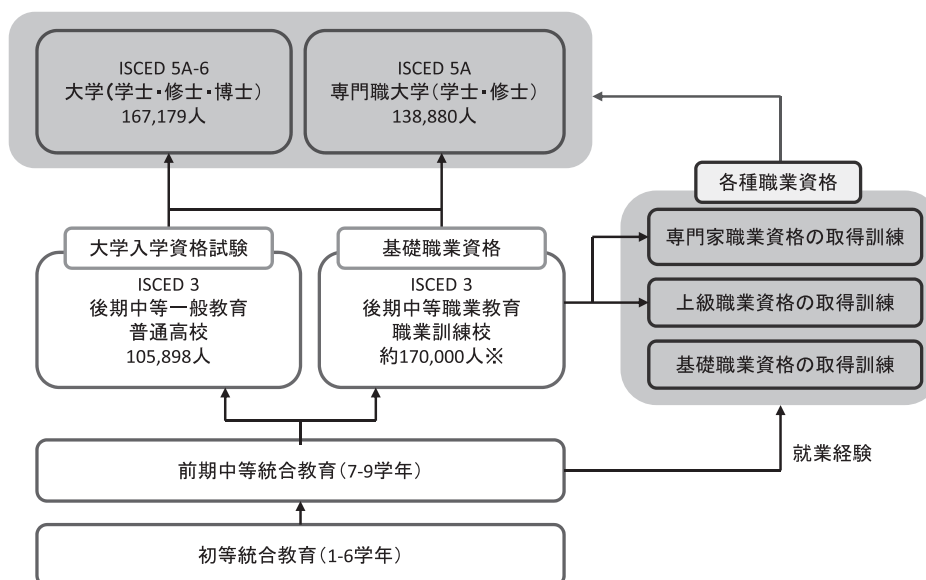 ISCED 5A-6
大学(学士・修士・博士)
167,179人
ISCED 5A
専門職大学(学士・修士)
138,880人
各種職業資格
専門家職業資格の取得訓練
上級職業資格の取得訓練
基礎職業資格の取得訓練
大学入学資格試験
ISCED 3
後期中等一般教育
普通高校
105,898人
基礎職業資格
ISCED 3
後期中等職業教育
職業訓練校
約170,000人※
就業経験
前期中等統合教育(7-9学年)
初等統合教育(1-6学年)